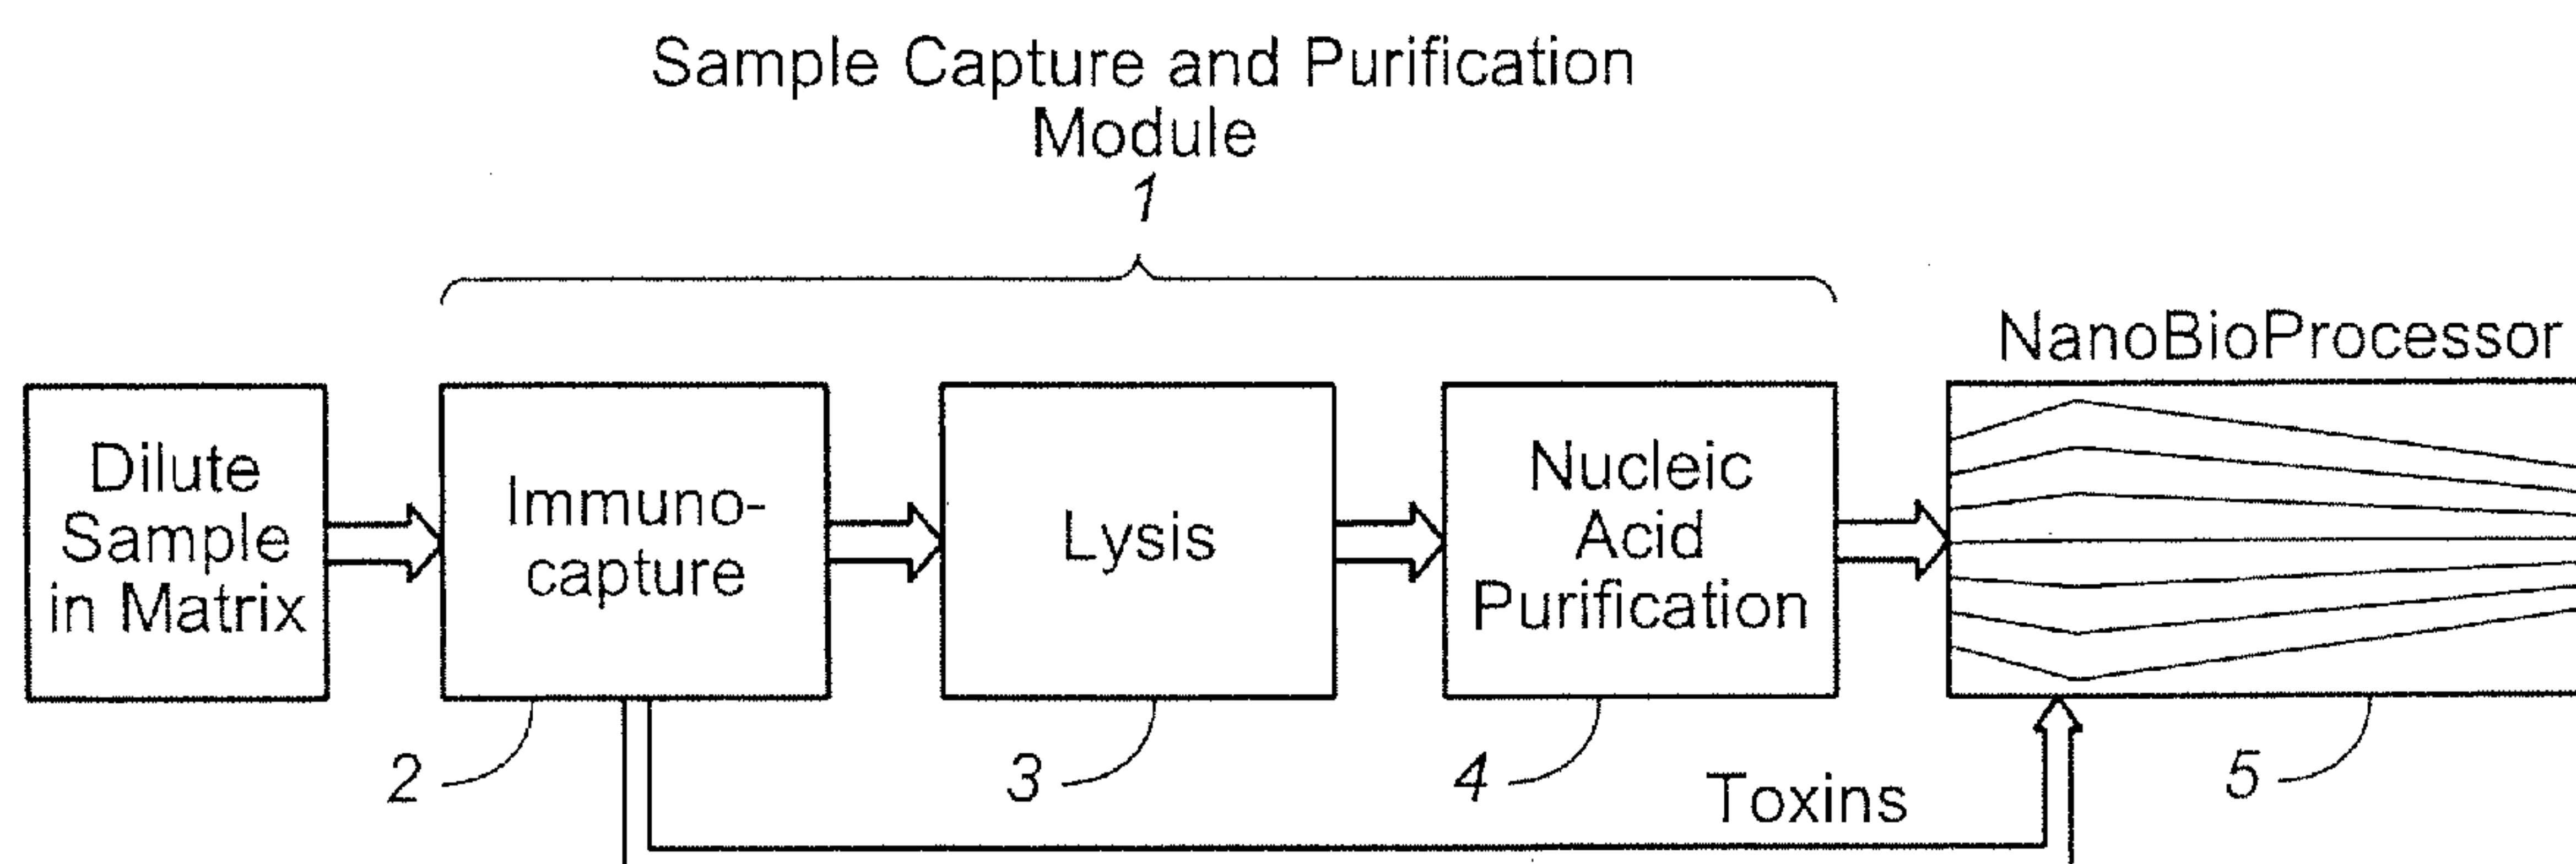 Sample Capture and Purification
Module
1
NanoBioProcessor
Dilute
Sample
in Matrix
Immuno-
capture
Lysis
Nucleic
Acid
Purification
2
3
4
Toxins
5